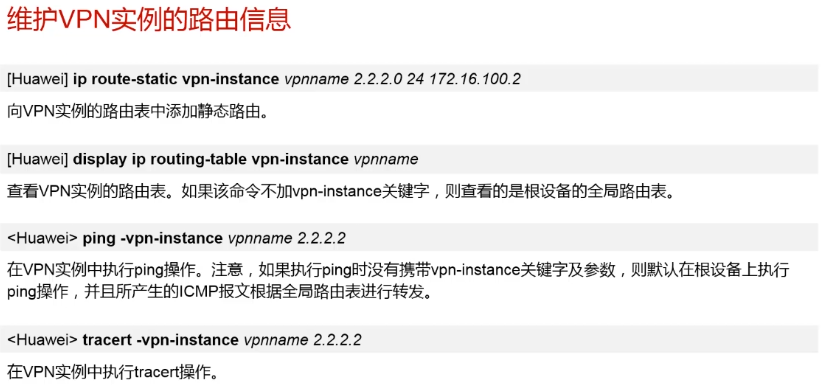 维护VPN实例的路由信息
[Huawei] ip route-static vpn-instance vpnname 2.2.2.0 24 172.16.100.2
向VPN实例的路由表中添加静态路由。
[Huawei] display ip routing-table vpn-instance vpnname
查看VPN实例的路由表。如果该命令不加vpn-instance关键字，则查看的是根设备的全局路由表。
<Huawei> ping -vpn-instance vpnname 2.2.2.2
在VPN实例中执行ping操作。注意，如果执行ping时没有携带vpn-instance关键字及参数，则默认在根设备上执行
ping操作，并且所产生的ICMP报文根据全局路由表进行转发。
<Huawei> tracert -vpn-instance vpnname 2.2.2.2
在VPN实例中执行tracert操作。